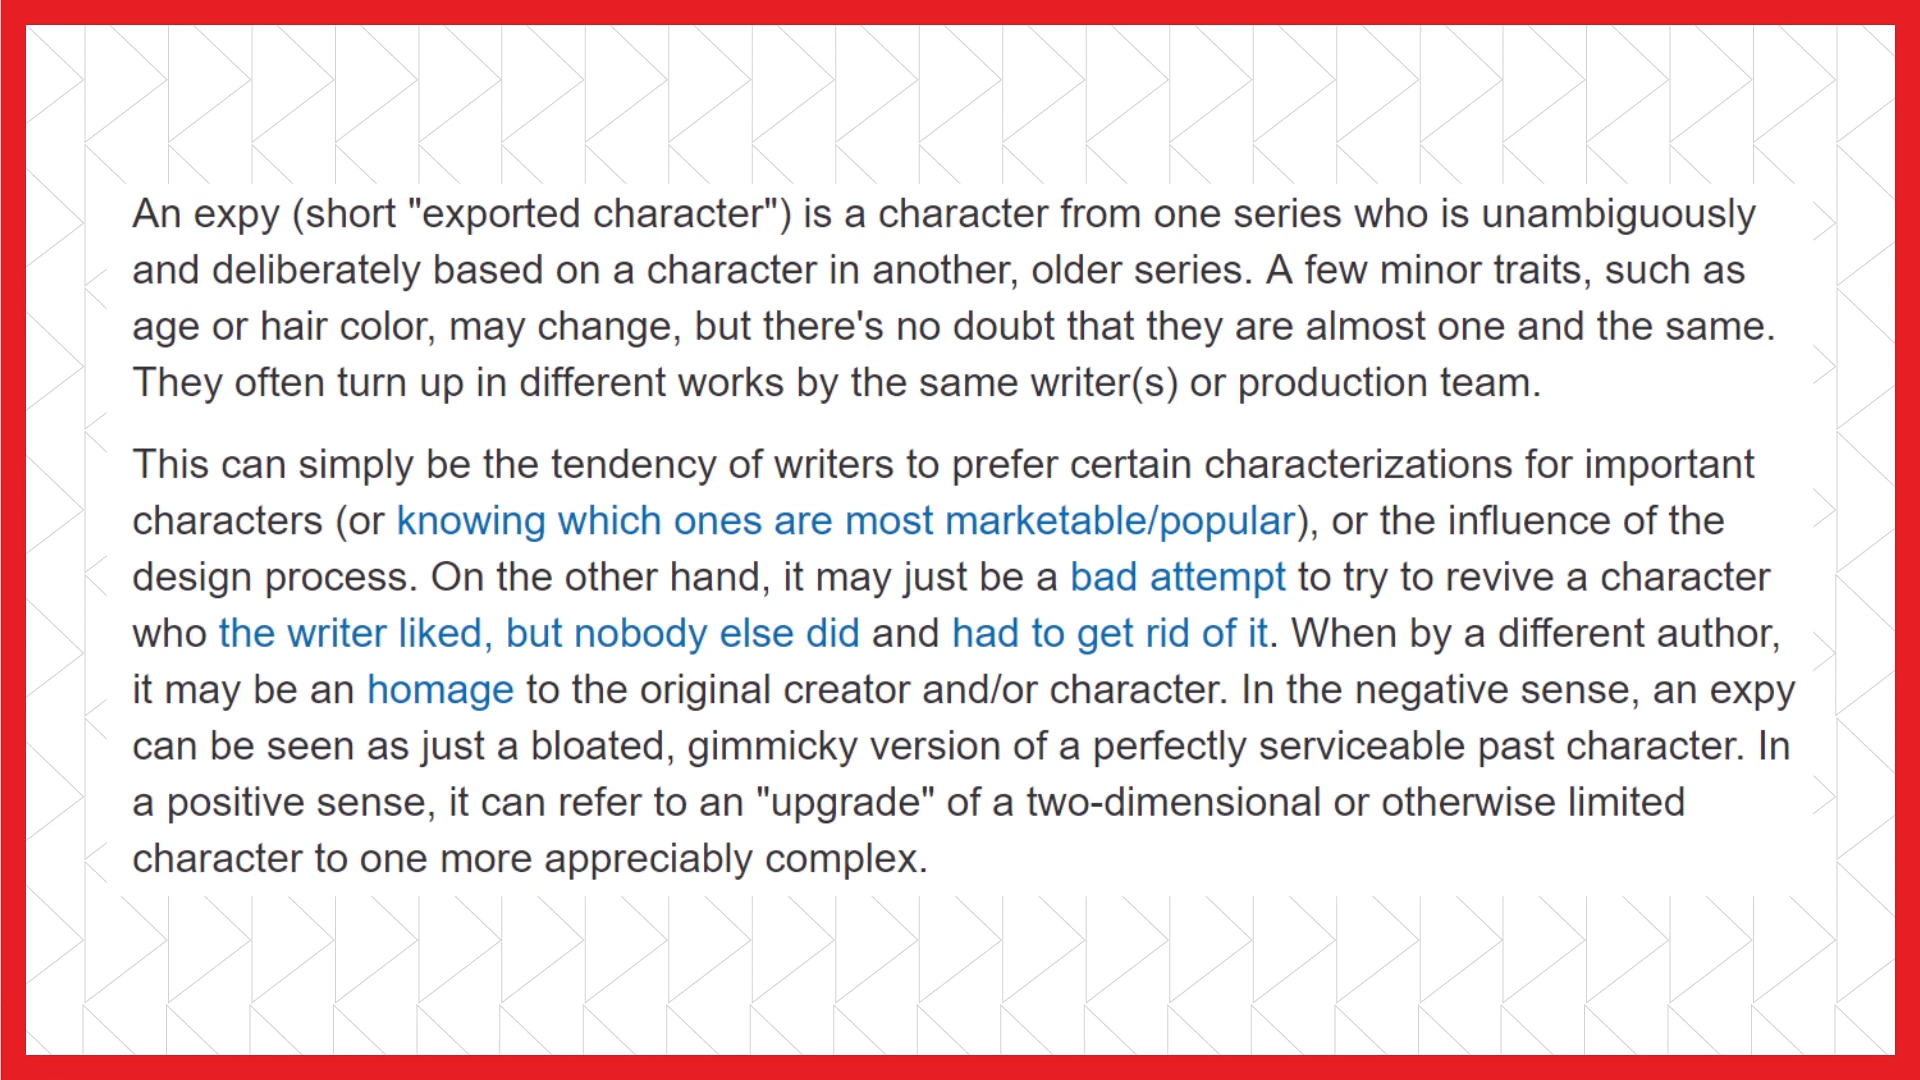 An expy (short "exported character") is a character from one series who is unambiguously
and deliberately based on a character in another, older series. A few minor traits, such as
age or hair color, may change, but there's no doubt that they are almost one and the same.
They often turn up in different works by the same writer(s) or production team.
This can simply be the tendency of writers to prefer certain characterizations for important
characters (or knowing which ones are most marketable/popular), or the influence of the
design process. On the other hand, it may just be a bad attempt to try to revive a character
who the writer liked, but nobody else did and had to get rid of it. When by a different author,
it may be an homage to the original creator and/or character. In the negative sense, an expy
can be seen as just a bloated, gimmicky version of a perfectly serviceable past character. In
a positive sense, it can refer to an "upgrade" of a two-dimensional or otherwise limited
character to one more appreciably complex.